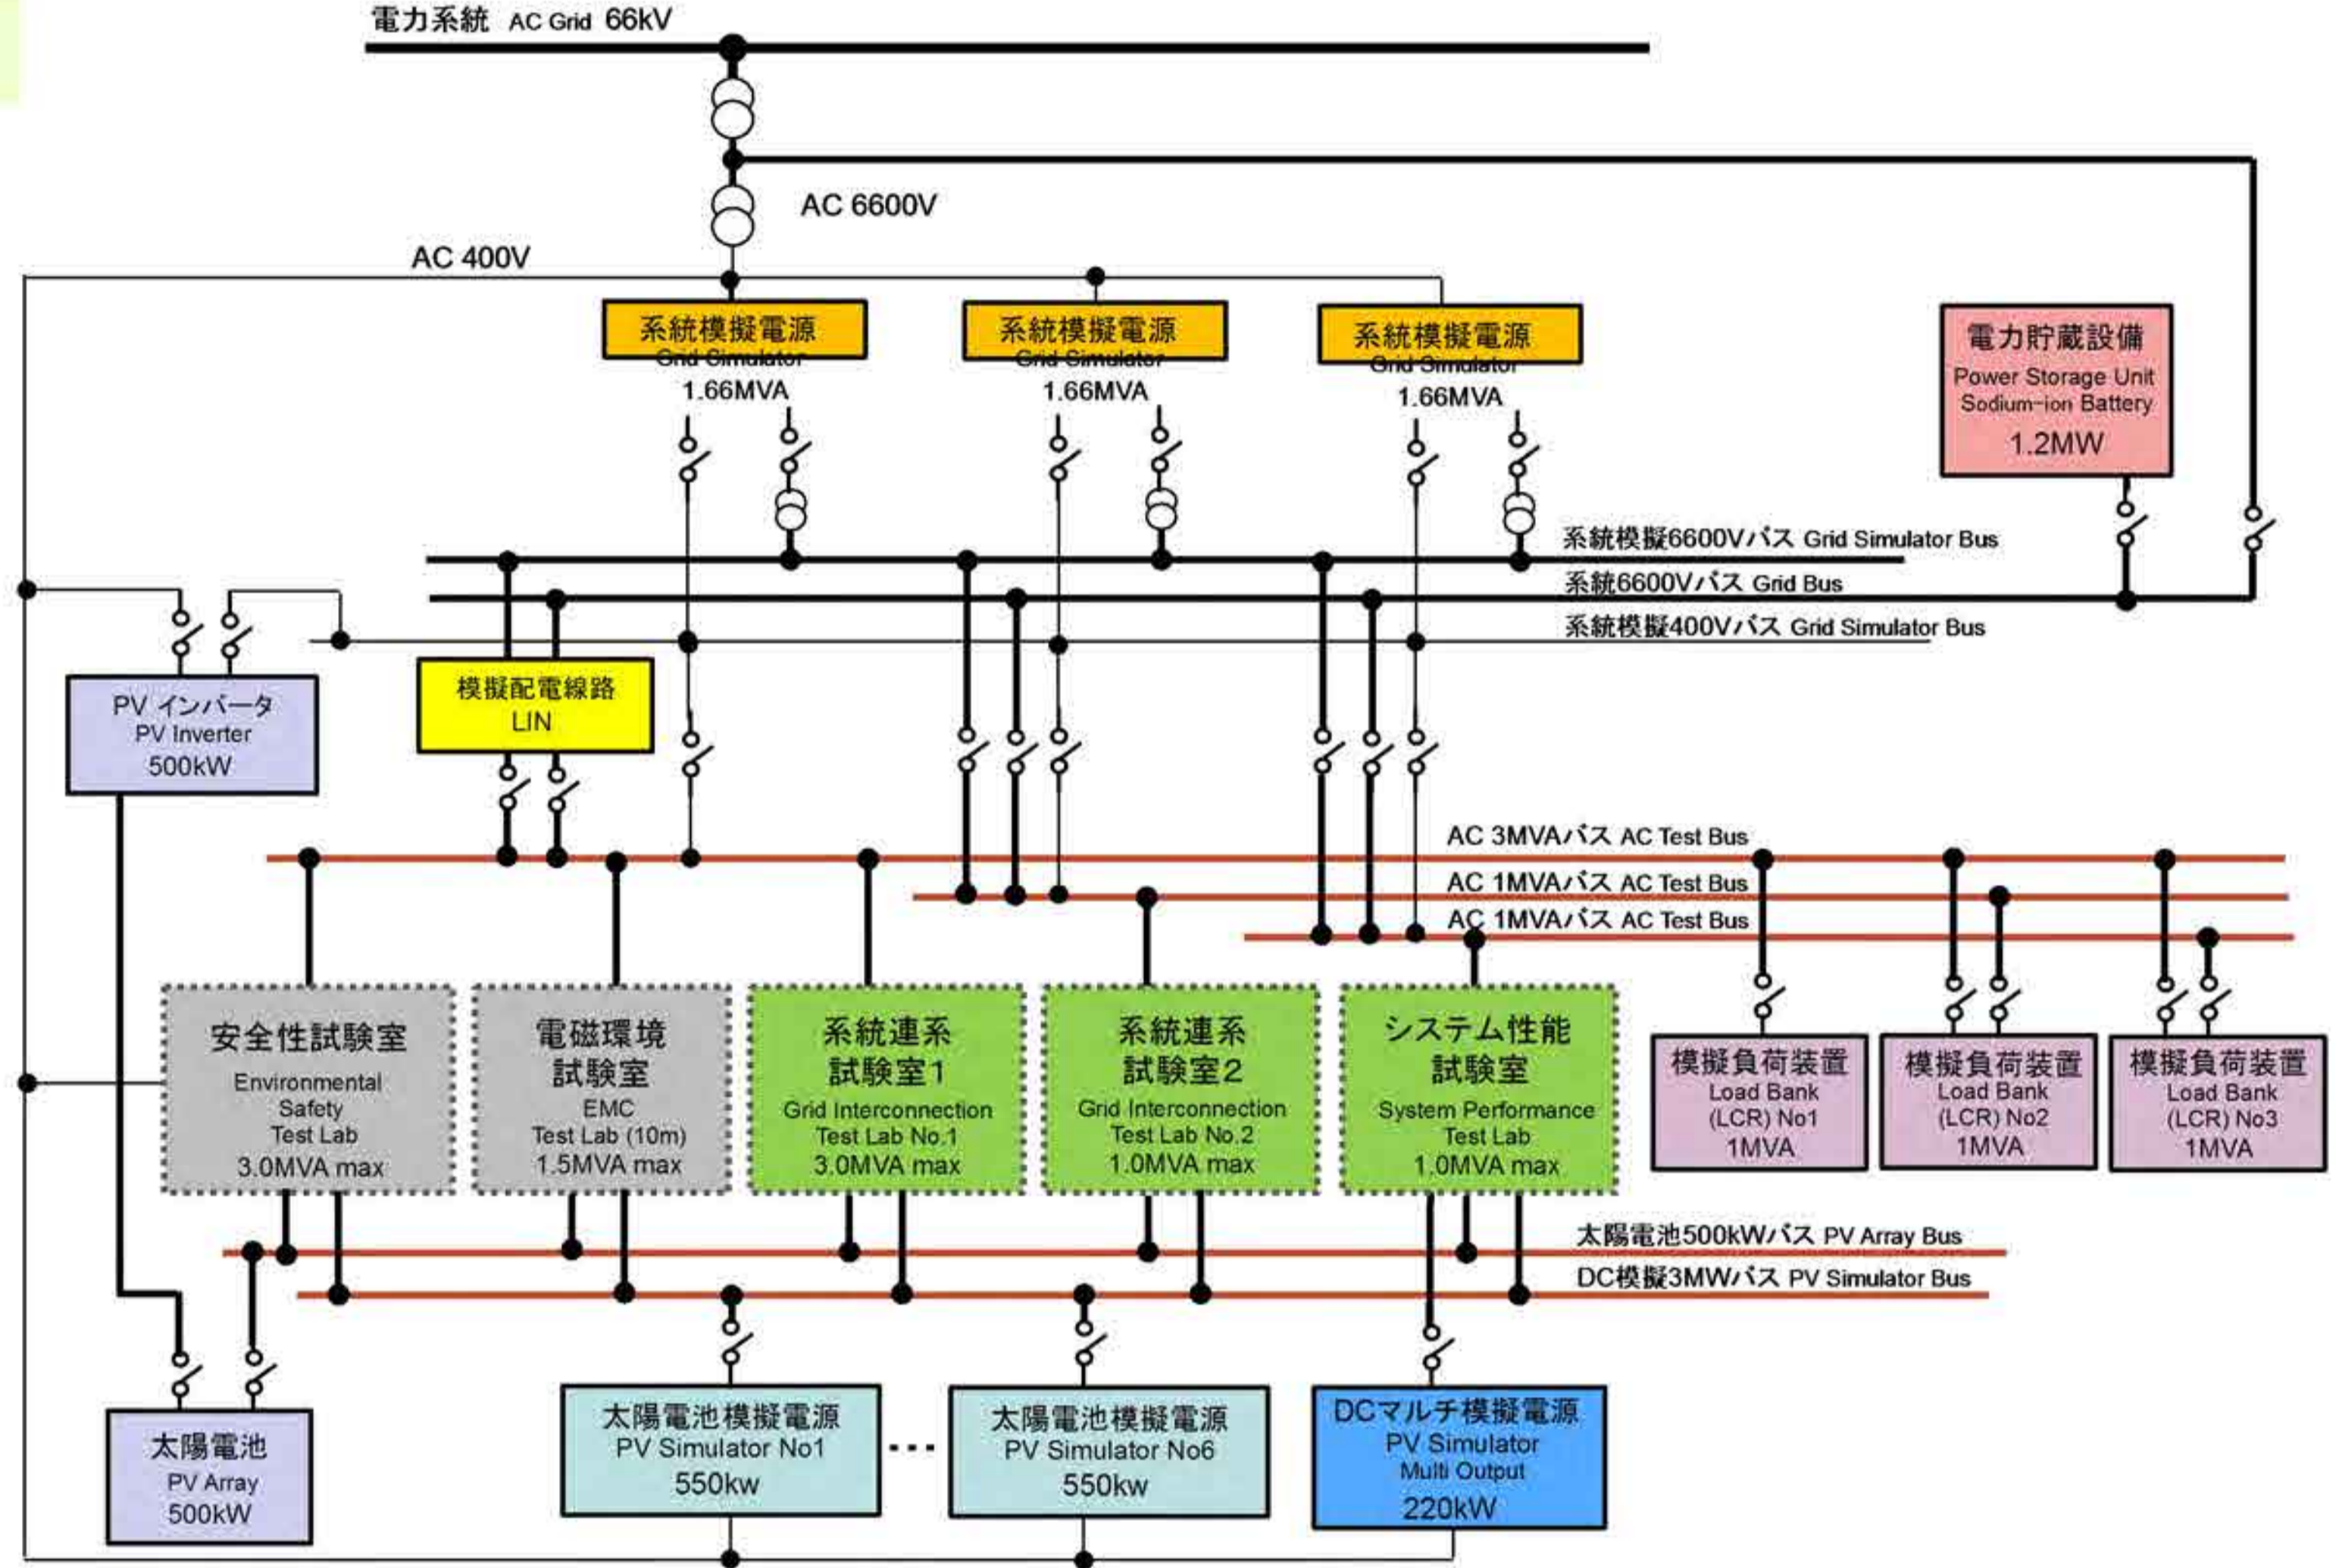 電力系統 AC Grid 66kV
AC 6600V
AC 400V
系統模擬電源
Grid Simulator
1.66MVA
系統模擬電源
Grid Simulator
1.66MVA
系統模擬電源
Grid Simulator
1.66MVA
電力貯蔵設備
Power Storage Unit
Sodium-ion Battery
1.2MW
系統模擬6600Vバス Grid Simulator Bus
系統6600Vバス Grid Bus
系統模擬400Vバス Grid Simulator Bus
PV インバータ
PV Inverter
500kW
模擬配電線路
LIN
AC 3MVAバス AC Test Bus
AC 1MVAバス AC Test Bus
AC 1MVAバス AC Test Bus
安全性試験室
Environmental
Safety
Test Lab
3.0MVA max
電磁環境
試験室
EMC
Test Lab (10m)
1.5MVA max
系統連系
試験室1
Grid Interconnection
Test Lab No.1
3.0MVA max
系統連系
試験室2
Grid Interconnection
Test Lab No.2
1.0MVA max
システム性能
試験室
System Performance
Test Lab
1.0MVA max
模擬負荷装置
Load Bank
(LCR) No1
1MVA
模擬負荷装置
Load Bank
(LCR) No2
1MVA
模擬負荷装置
Load Bank
(LCR) No3
1MVA
太陽電池500kWバス PV Array Bus
DC模擬3MWバス PV Simulator Bus
太陽電池
PV Array
500kW
太陽電池模擬電源
PV Simulator No1
550kw
太陽電池模擬電源
PV Simulator No6
550kw
DCマルチ模擬電源
PV Simulator
Multi Output
220kW